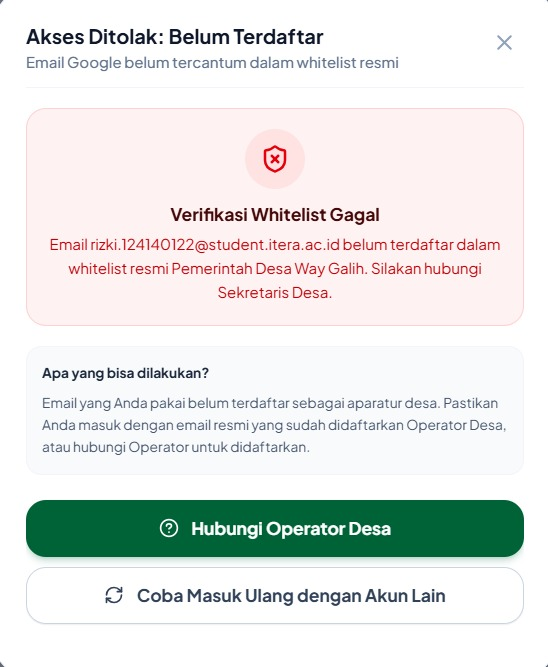 Akses Ditolak: Belum Terdaftar
Email Google belum tercantum dalam whitelist resmi
Verifikasi Whitelist Gagal
Email rizki.124140122@student.itera.ac.id belum terdaftar dalam
whitelist resmi Pemerintah Desa Way Galih. Silakan hubungi
Sekretaris Desa.
Apa yang bisa dilakukan?
Email yang Anda pakai belum terdaftar sebagai aparatur desa. Pastikan
Anda masuk dengan email resmi yang sudah didaftarkan Operator Desa,
atau hubungi Operator untuk didaftarkan.
Hubungi Operator Desa
Coba Masuk Ulang dengan Akun Lain